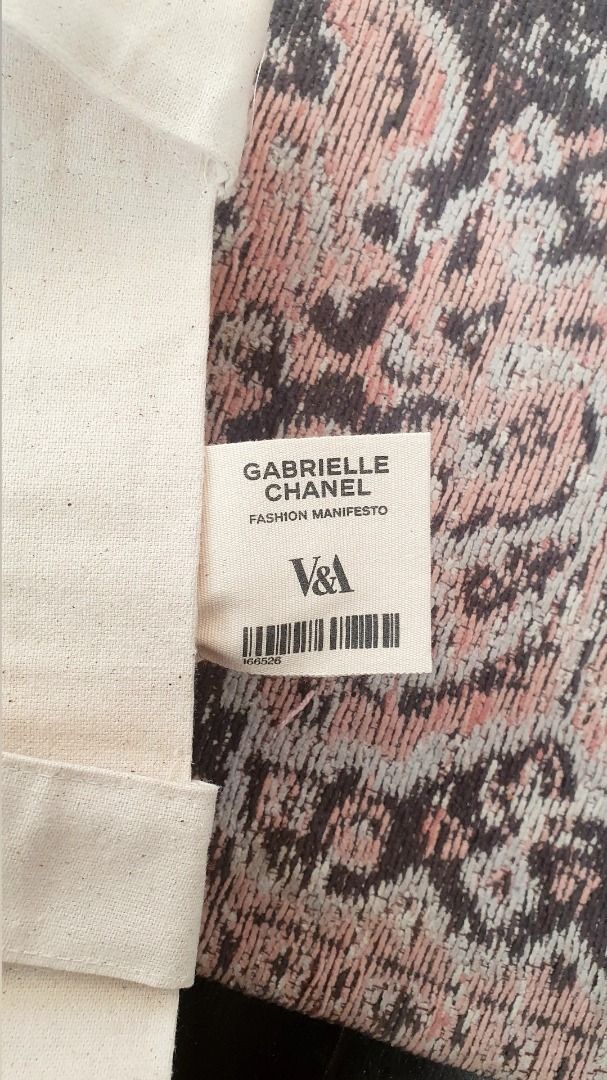 GABRIELLE
CHANEL
FASHION MANIFESTO
V&A
166526